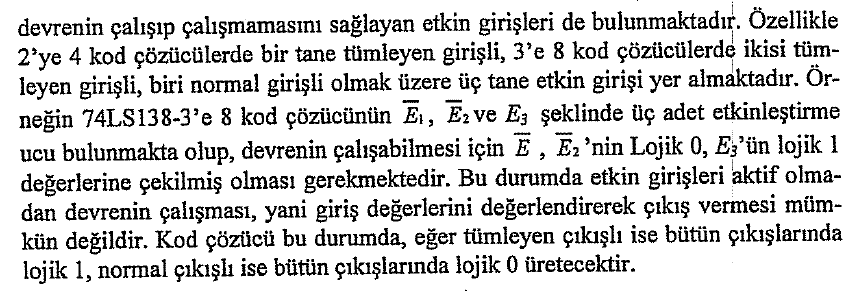 devrenin çalışıp çalışmamasını sağlayan etkin girişleri de bulunmaktadır. Özellikle
2'ye 4 kod çözücülerde bir tane tümleyen girişli, 3'e 8 kod çözücülerde ikisi tüm-
leyen girişli, biri normal girişli olmak üzere üç tane etkin girişi yer almaktadır. Ör-
neğin 74LS138-3'e 8 kod çözücünün E̅₁, E̅₂ ve E₃ şeklinde üç adet etkinleştirme
ucu bulunmakta olup, devrenin çalışabilmesi için E̅ , E̅₂'nin Lojik 0, E₃'ün lojik 1
değerlerine çekilmiş olması gerekmektedir. Bu durumda etkin girişleri aktif olma-
dan devrenin çalışması, yani giriş değerlerini değerlendirerek çıkış vermesi müm-
kün değildir. Kod çözücü bu durumda, eğer tümleyen çıkışlı ise bütün çıkışlarında
lojik 1, normal çıkışlı ise bütün çıkışlarında lojik 0 üretecektir.